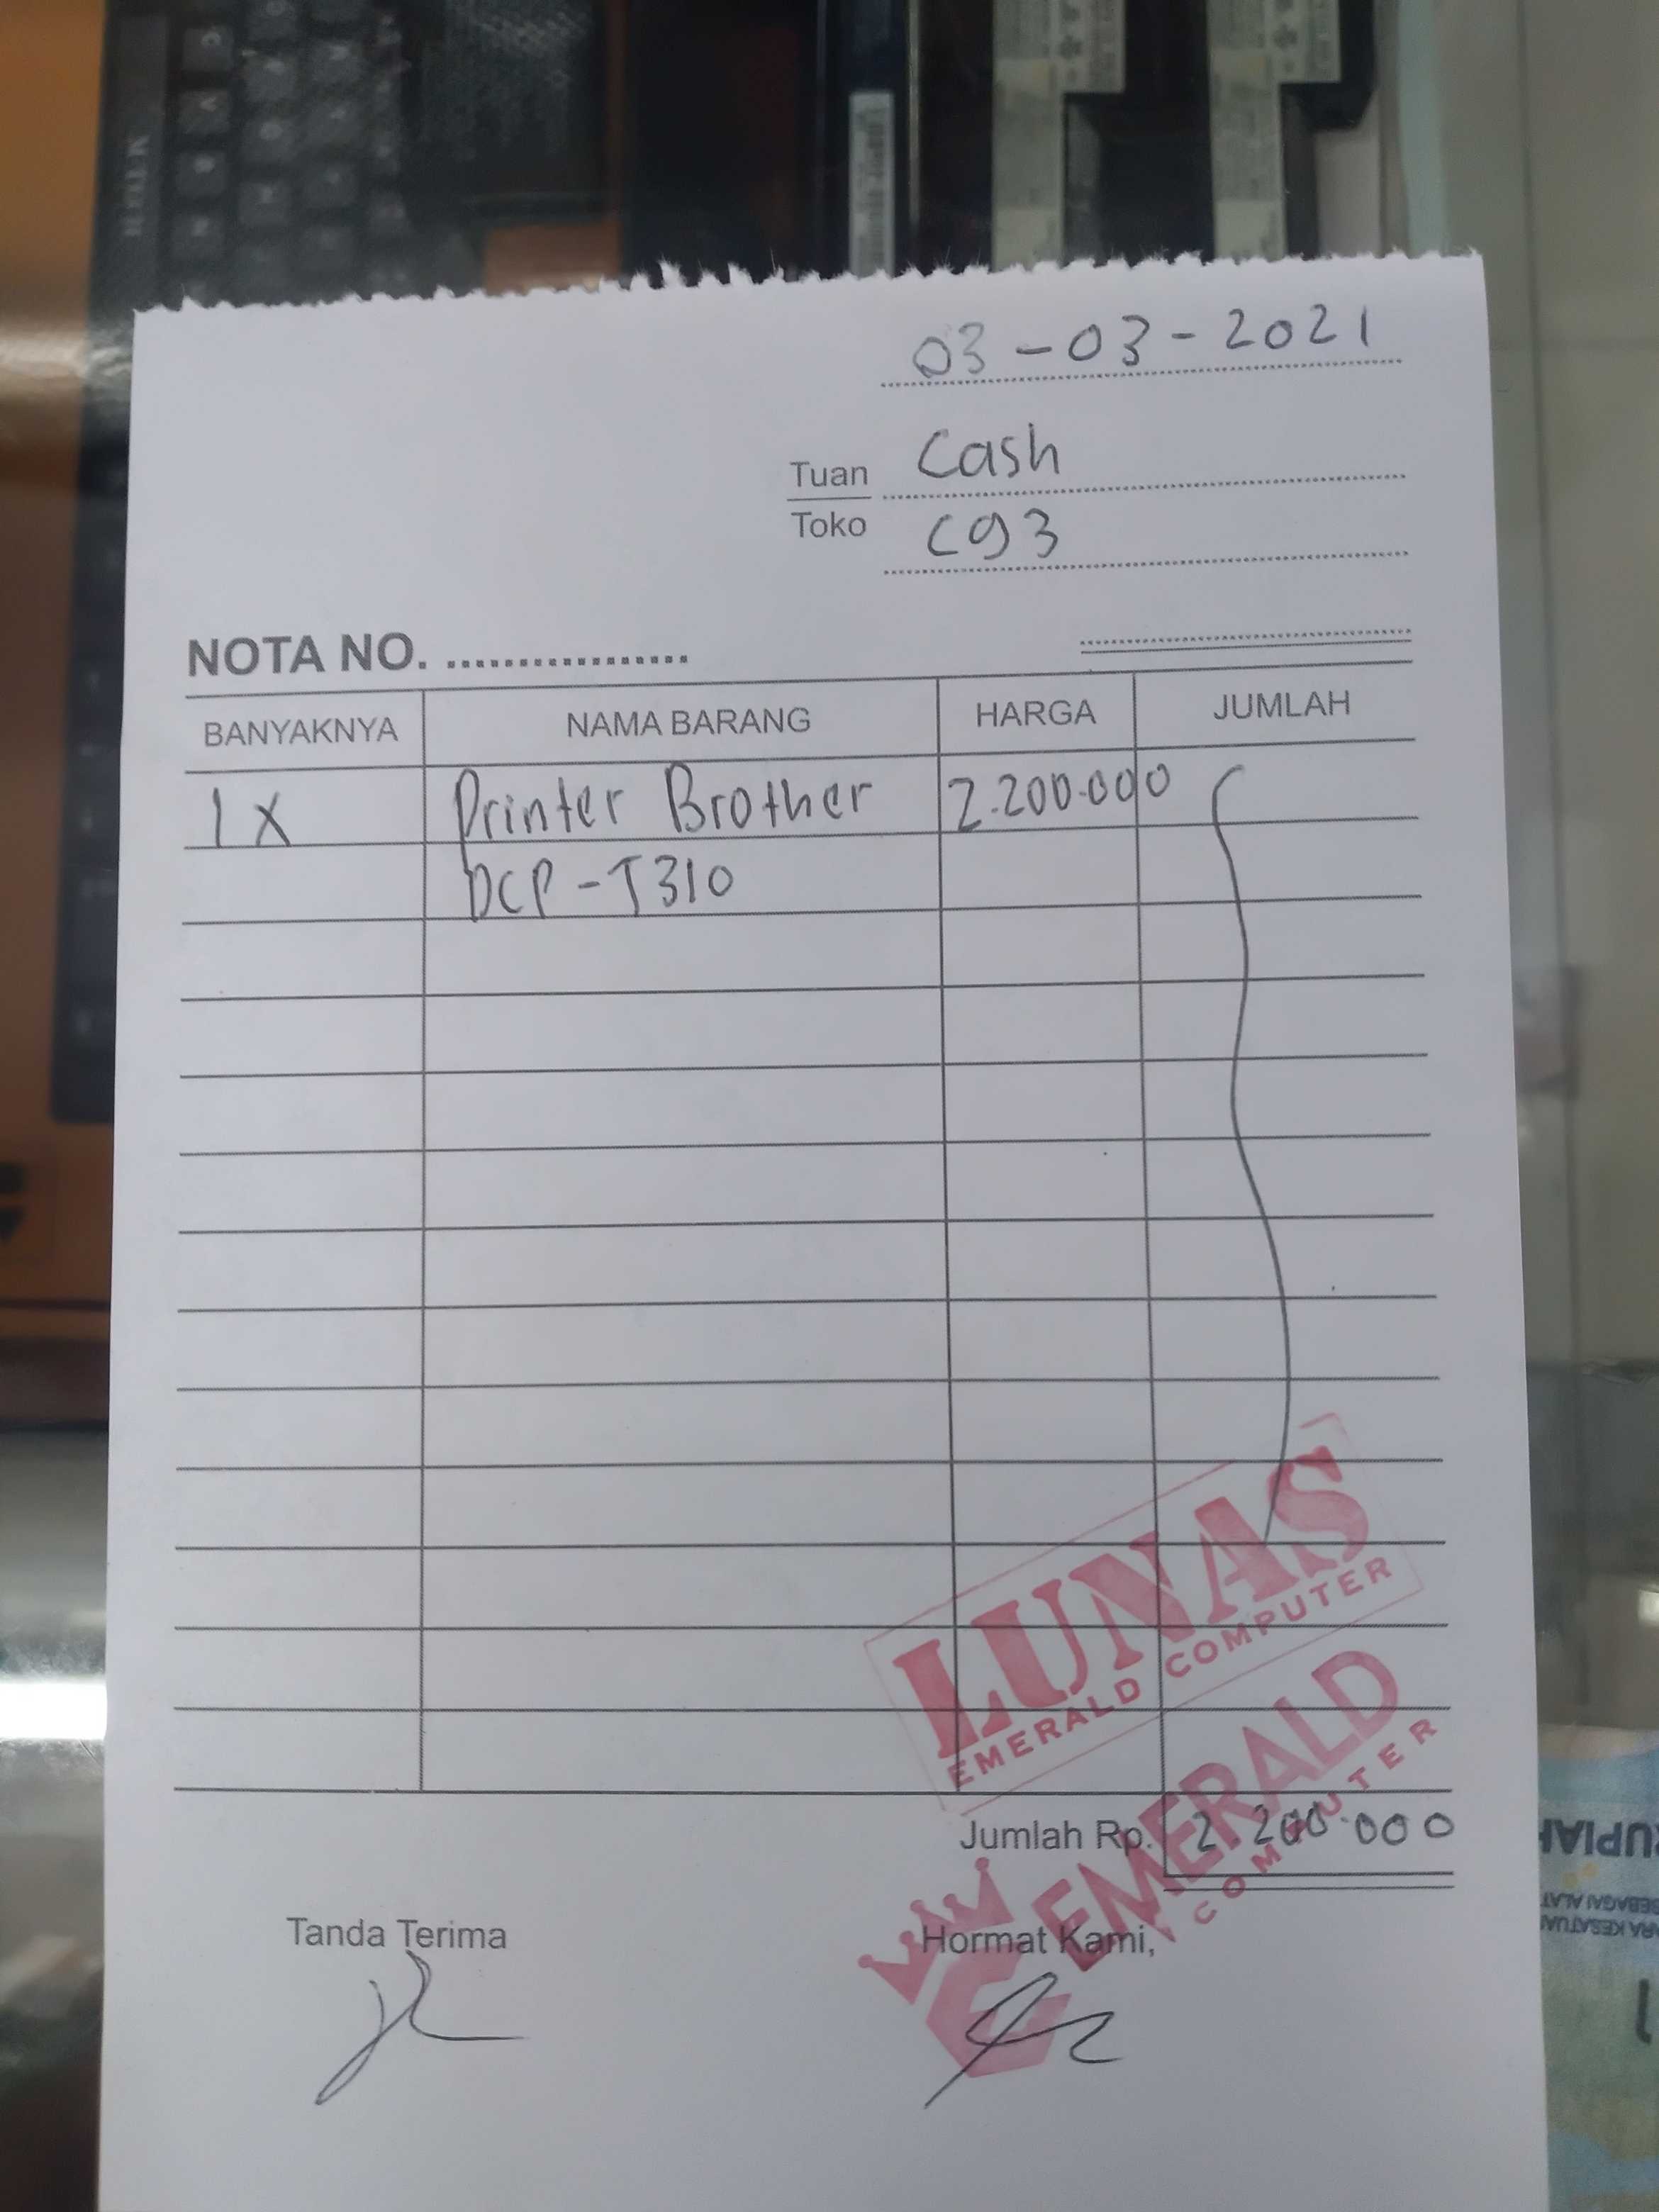 03-03-2021
Tuan Cash
Toko C93
NOTA NO. ..................
BANYAKNYA NAMA BARANG HARGA JUMLAH
1 X Printer Brother 2.200.000
DCP-T310
LUNAS
EMERALD COMPUTER
EMERALD
COMPUTER
Jumlah Rp. 2.200.000
Tanda Terima Hormat Kami,